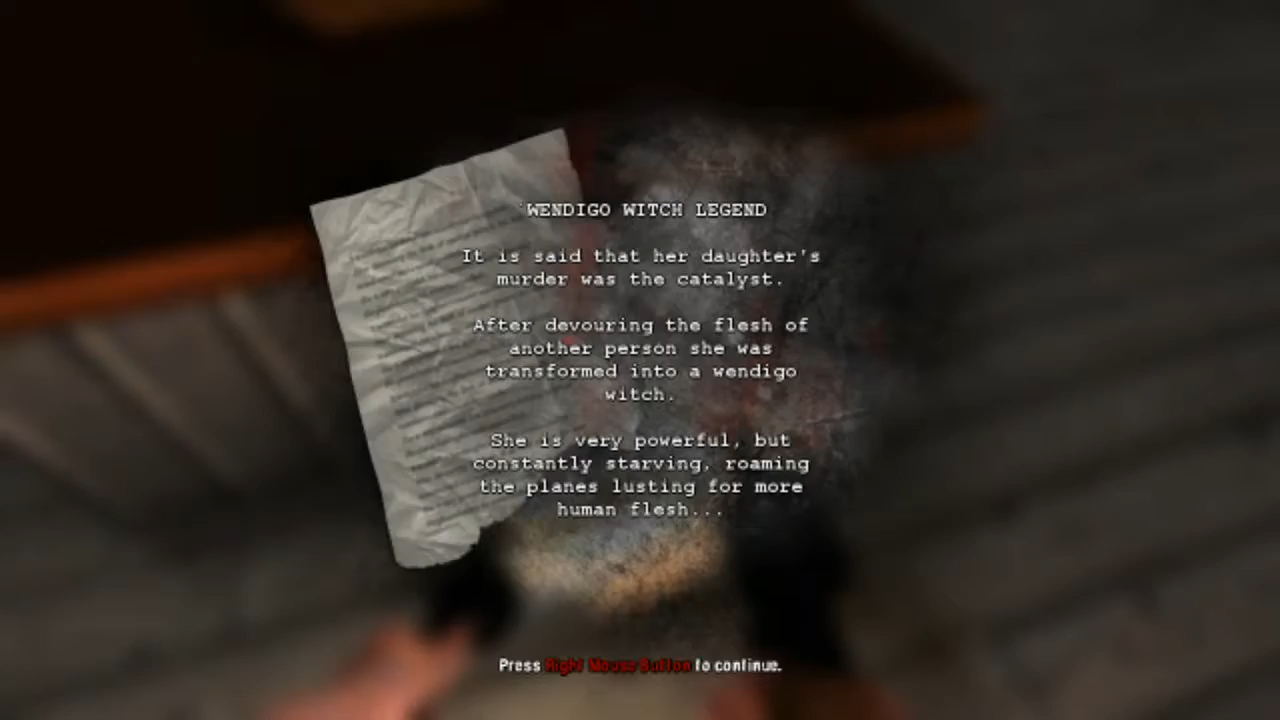 WENDIGO WITCH LEGEND
It is said that her daughter's
murder was the catalyst.
After devouring the flesh of
another person she was
transformed into a wendigo
witch.
She is very powerful, but
constantly starving, roaming
the planes lusting for more
human flesh...
Press Right Mouse Button to continue.